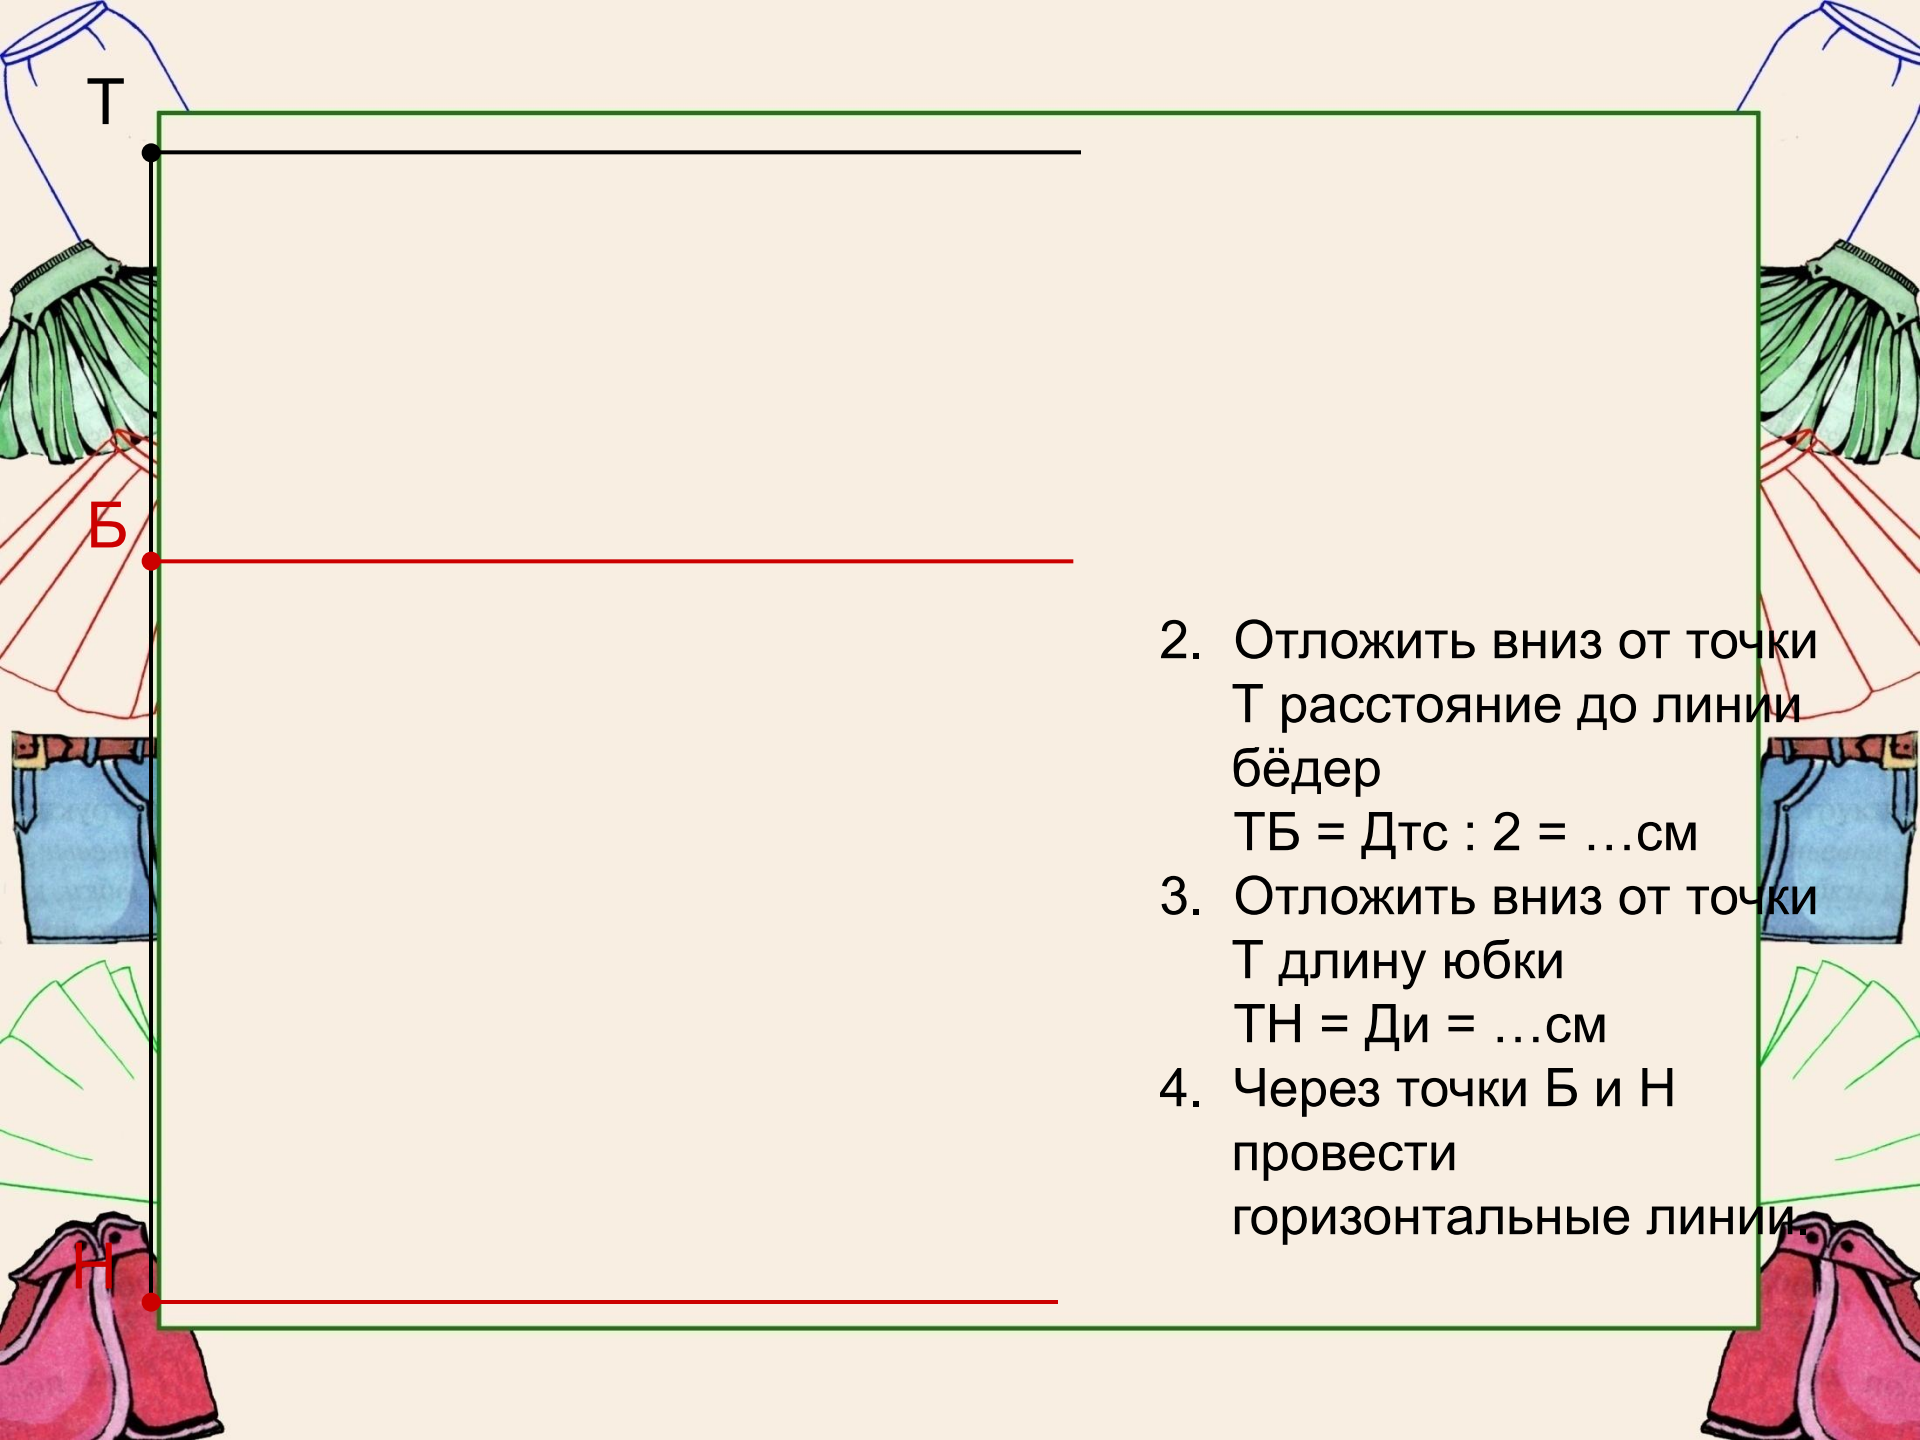 Т
Б
2. Отложить вниз от точки
Т расстояние до линии
бёдер
ТБ = Дтс : 2 = …см
3. Отложить вниз от точки
Т длину юбки
ТН = Ди = …см
4. Через точки Б и Н
провести
горизонтальные линии.
Н